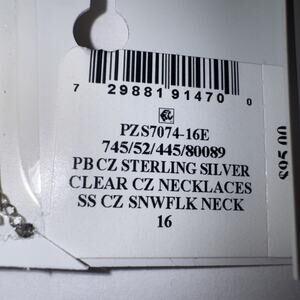 7 29881 91470 0
PZS7074-16E
745/52/445/80089
PB CZ STERLING SILVER
CLEAR CZ NECKLACES
SS CZ SNWFLK NECK
16
$95.00